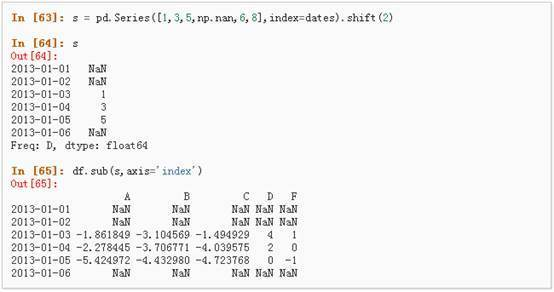 In [63]: s = pd.Series([1,3,5,np.nan,6,8],index=dates).shift(2)
In [64]: s
Out[64]:
2013-01-01 NaN
2013-01-02 NaN
2013-01-03 1
2013-01-04 3
2013-01-05 5
2013-01-06 NaN
Freq: D, dtype: float64
In [65]: df.sub(s,axis='index')
Out[65]:
A B C D F
2013-01-01 NaN NaN NaN NaN NaN
2013-01-02 NaN NaN NaN NaN NaN
2013-01-03 -1.861849 -3.104569 -1.494929 4 1
2013-01-04 -2.278445 -3.706771 -4.039575 2 0
2013-01-05 -5.424972 -4.432980 -4.723768 0 -1
2013-01-06 NaN NaN NaN NaN NaN